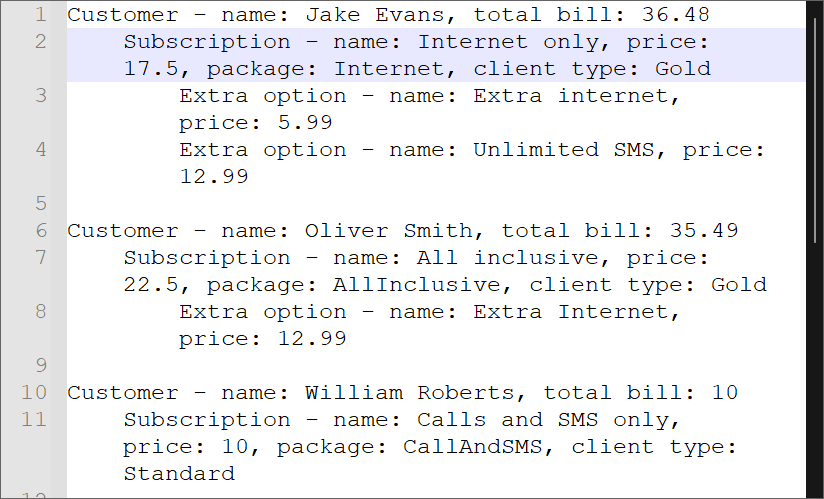 1 Customer - name: Jake Evans, total bill: 36.48
2 Subscription - name: Internet only, price:
17.5, package: Internet, client type: Gold
3 Extra option - name: Extra internet,
price: 5.99
4 Extra option - name: Unlimited SMS, price:
12.99
5
6 Customer - name: Oliver Smith, total bill: 35.49
7 Subscription - name: All inclusive, price:
22.5, package: AllInclusive, client type: Gold
8 Extra option - name: Extra Internet,
price: 12.99
9
10 Customer - name: William Roberts, total bill: 10
11 Subscription - name: Calls and SMS only,
price: 10, package: CallAndSMS, client type:
Standard